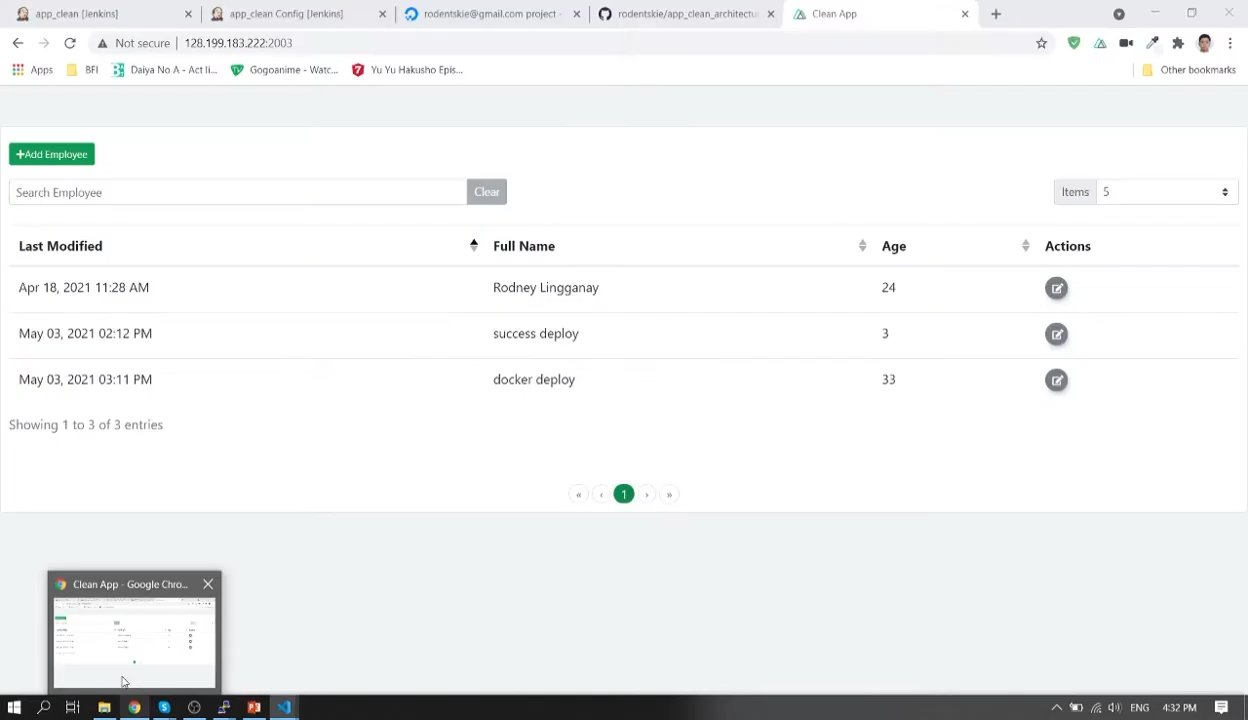 app_clean [Jenkins]
app_clean Config [Jenkins]
rodentskie@gmail.com project -
rodentskie/app_clean_architectu
Clean App
Not secure | 128.199.183.222:2003
Apps
BFI
Daiya No A - Act Ii...
Gogoanime - Watc...
Yu Yu Hakusho Epis...
Other bookmarks
Add Employee
Search Employee
Clear
Items 5
Last Modified Full Name Age Actions
Apr 18, 2021 11:28 AM Rodney Lingganay 24
May 03, 2021 02:12 PM success deploy 3
May 03, 2021 03:11 PM docker deploy 33
Showing 1 to 3 of 3 entries
« ‹ 1 › »
Clean App - Google Chro...
ENG 4:32 PM